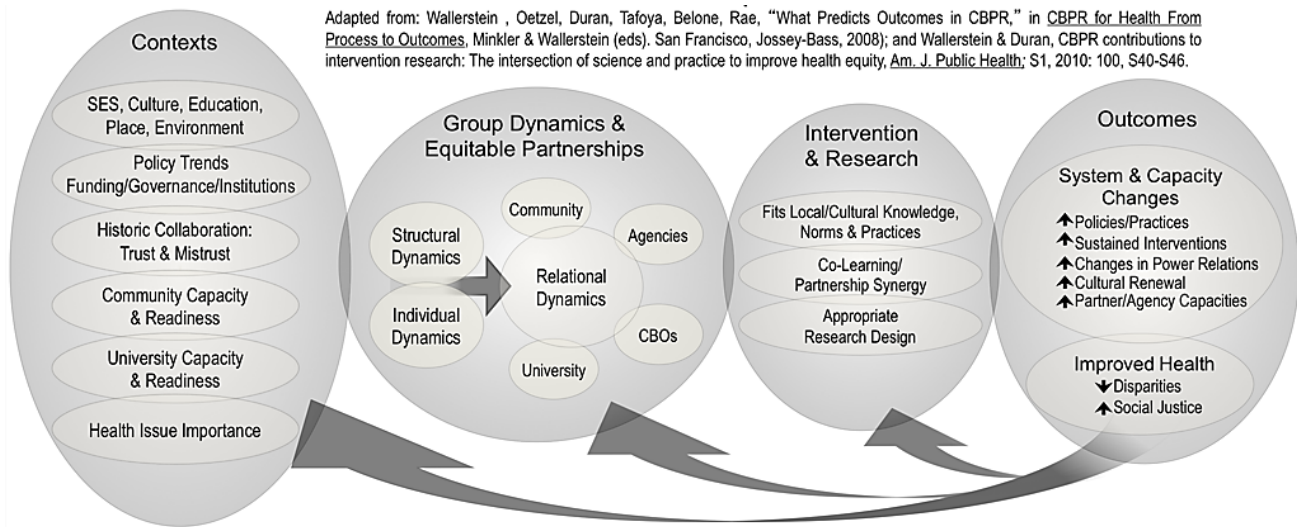 Adapted from: Wallerstein , Oetzel, Duran, Tafoya, Belone, Rae, “What Predicts Outcomes in CBPR,” in CBPR for Health From
Process to Outcomes, Minkler & Wallerstein (eds). San Francisco, Jossey-Bass, 2008); and Wallerstein & Duran, CBPR contributions to
intervention research: The intersection of science and practice to improve health equity, Am. J. Public Health; S1, 2010: 100, S40-S46.
Contexts
SES, Culture, Education,
Place, Environment
Policy Trends
Funding/Governance/Institutions
Historic Collaboration:
Trust & Mistrust
Community Capacity
& Readiness
University Capacity
& Readiness
Health Issue Importance
Group Dynamics &
Equitable Partnerships
Structural
Dynamics
Individual
Dynamics
Community
Agencies
Relational
Dynamics
CBOs
University
Intervention
& Research
Fits Local/Cultural Knowledge,
Norms & Practices
Co-Learning/
Partnership Synergy
Appropriate
Research Design
Outcomes
System & Capacity
Changes
Policies/Practices
Sustained Interventions
Changes in Power Relations
Cultural Renewal
Partner/Agency Capacities
Improved Health
Disparities
Social Justice